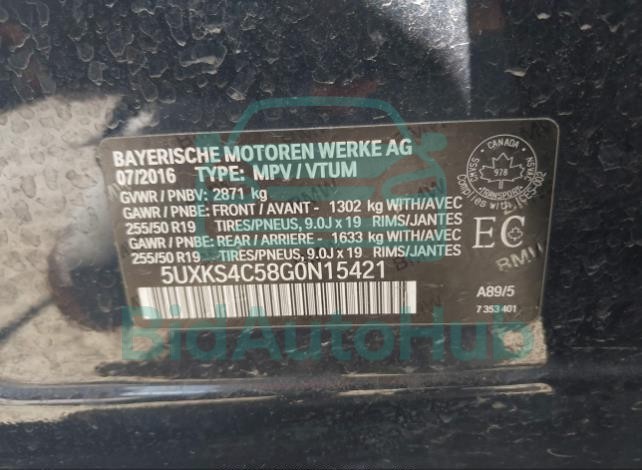 BAYERISCHE MOTOREN WERKE AG
07/2016 TYPE: MPV / VTUM
GVWR / PNBV: 2871 kg
GAWR / PNBE: FRONT / AVANT - 1302 kg WITH/AVEC
255/50 R19 TIRES/PNEUS, 9.0J x 19 RIMS/JANTES
GAWR / PNBE: REAR / ARRIERE - 1633 kg WITH/AVEC
255/50 R19 TIRES/PNEUS, 9.0J x 19 RIMS/JANTES
5UXKS4C58G0N15421
CANADA
978
TRANSPORT
EC
A89/5
7 353 401
BidAutoHub